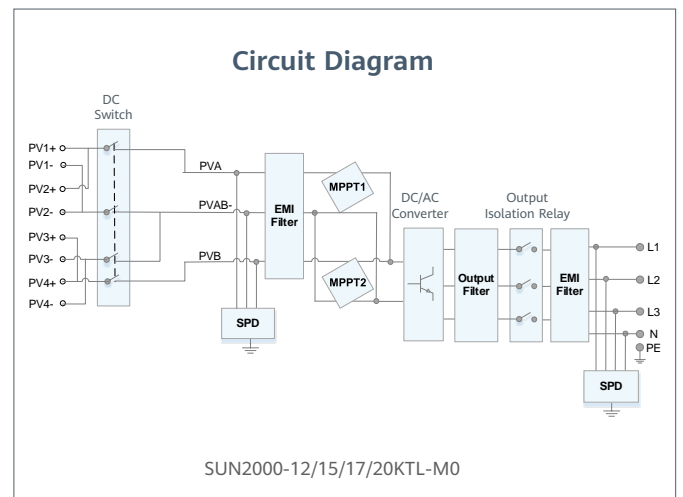 Circuit Diagram
DC
Switch
PV1+
PV1-
PV2+
PV2-
PV3+
PV3-
PV4+
PV4-
PVA
PVAB-
PVB
EMI
Filter
MPPT1
MPPT2
SPD
DC/AC
Converter
Output
Filter
Output
Isolation Relay
EMI
Filter
L1
L2
L3
N
PE
SPD
SUN2000-12/15/17/20KTL-M0